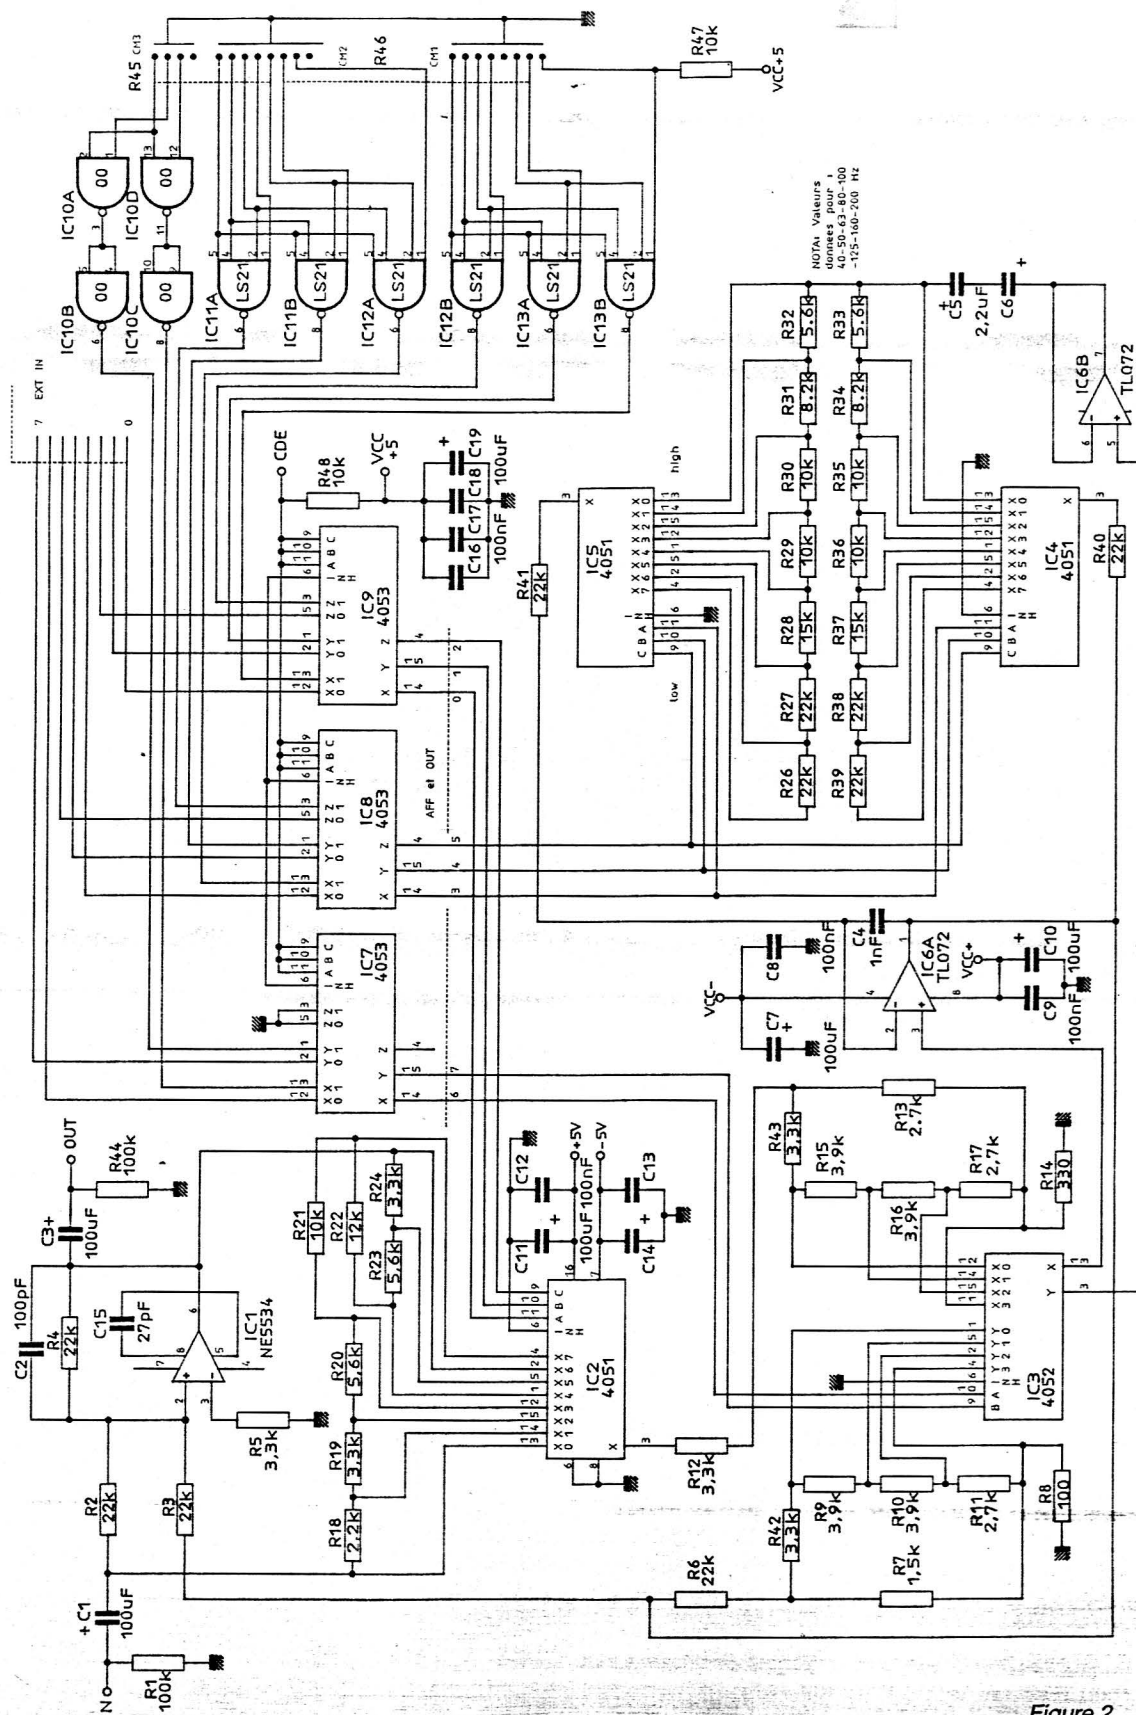 N
R1
100k
+C1
100uF
R2
22k
R3
22k
C2 100pF
R4
22k
C15
27pF
IC1
NE5534
R5
3,3k
C3+
100uF
OUT
R44
100k
R18
2,2k
R19
3,3k
R20
5,6k
R21
10k
R22
12k
R23
5,6k
R24
3,3k
IC2
4051
C11
C12
100uF 100nF
+5V
-5V
C14
C13
R12
3,3k
R6
22k
R42
3,3k
R7
1,5k
R9
3,9k
R10
3,9k
R11
2,7k
R8
100
IC3
4052
R43
3,3k
R13
2.7k
R15
3,9k
R16
3,9k
R17
2,7k
R14
330
IC7
4053
IC8
4053
IC9
4053
AFF et OUT
CDE
R48
10k
VCC
+5
C16 C17 C18 C19
100nF
100uF
7 EXT IN
0
IC10A
00
IC10B
00
IC10C
00
IC10D
00
IC11A
LS21
IC11B
LS21
IC12A
LS21
IC12B
LS21
IC13A
LS21
IC13B
LS21
R45 CM3
CM2
R46
CM1
R47
10k
VCC+5
VCC-
C7
100uF
C8
100nF
C4
1nF
IC6A
TL072
VCC+
C9
100nF
C10
100uF
R41
22k
IC5
4051
low
high
R26
22k
R27
22k
R28
15k
R29
10k
R30
10k
R31
8.2k
R32
5.6k
R39
22k
R38
22k
R37
15k
R36
10k
R35
10k
R34
8.2k
R33
5.6k
IC4
4051
R40
22k
NOTA: Valeurs
donnees pour :
40-50-63-80-100
-125-160-200 Hz
C5
2,2uF
C6
IC6B
TL072
Figure 2